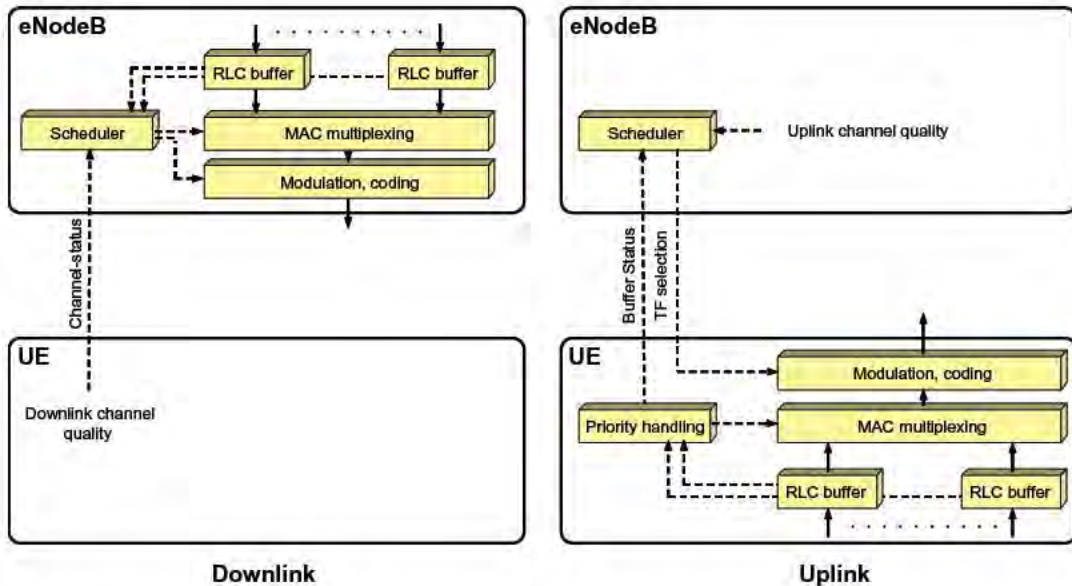 eNodeB
RLC buffer
RLC buffer
Scheduler
MAC multiplexing
Modulation, coding
Channel-status
UE
Downlink channel
quality
Downlink
eNodeB
Scheduler
Uplink channel quality
Buffer Status
TF selection
UE
Modulation, coding
Priority handling
MAC multiplexing
RLC buffer
RLC buffer
Uplink